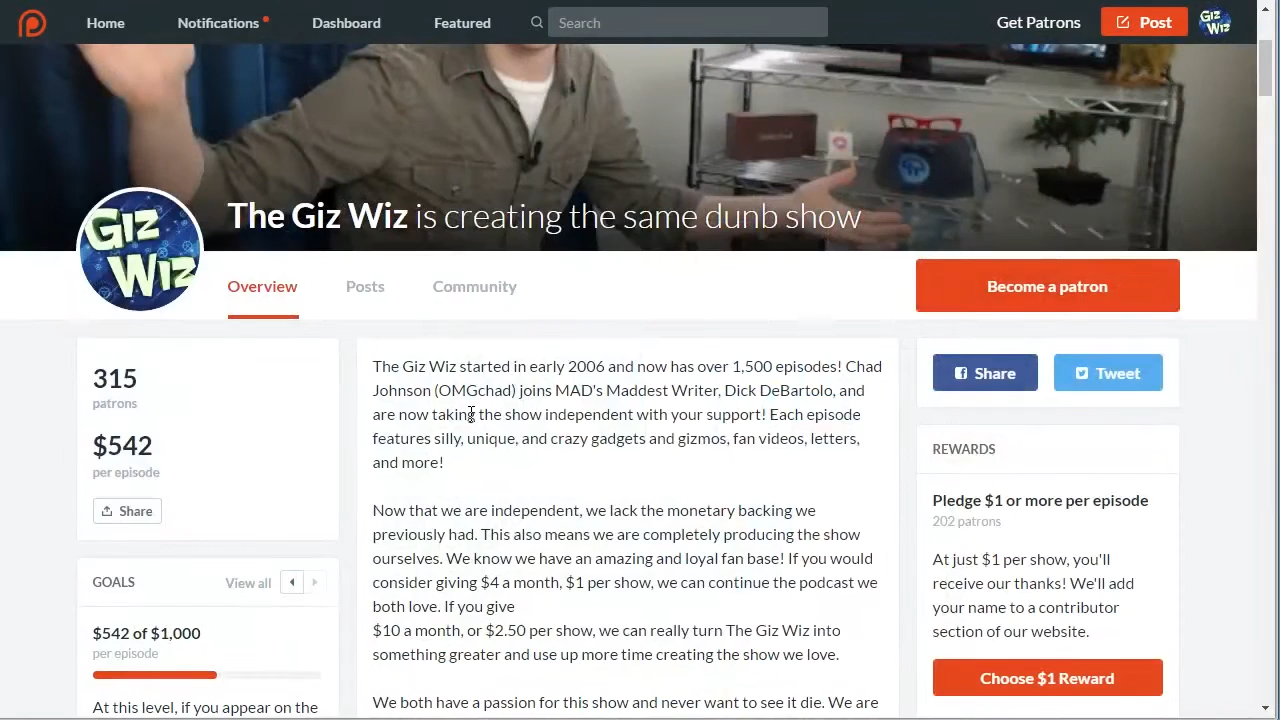 Home Notifications Dashboard Featured Search Get Patrons Post
GIZ WIZ
The Giz Wiz is creating the same dunb show
GIZ
WIZ
Overview Posts Community Become a patron
315
patrons
$542
per episode
Share
GOALS View all
$542 of $1,000
per episode
At this level, if you appear on the
The Giz Wiz started in early 2006 and now has over 1,500 episodes! Chad
Johnson (OMGchad) joins MAD's Maddest Writer, Dick DeBartolo, and
are now taking the show independent with your support! Each episode
features silly, unique, and crazy gadgets and gizmos, fan videos, letters,
and more!
Now that we are independent, we lack the monetary backing we
previously had. This also means we are completely producing the show
ourselves. We know we have an amazing and loyal fan base! If you would
consider giving $4 a month, $1 per show, we can continue the podcast we
both love. If you give
$10 a month, or $2.50 per show, we can really turn The Giz Wiz into
something greater and use up more time creating the show we love.
We both have a passion for this show and never want to see it die. We are
Share Tweet
REWARDS
Pledge $1 or more per episode
202 patrons
At just $1 per show, you'll
receive our thanks! We'll add
your name to a contributor
section of our website.
Choose $1 Reward